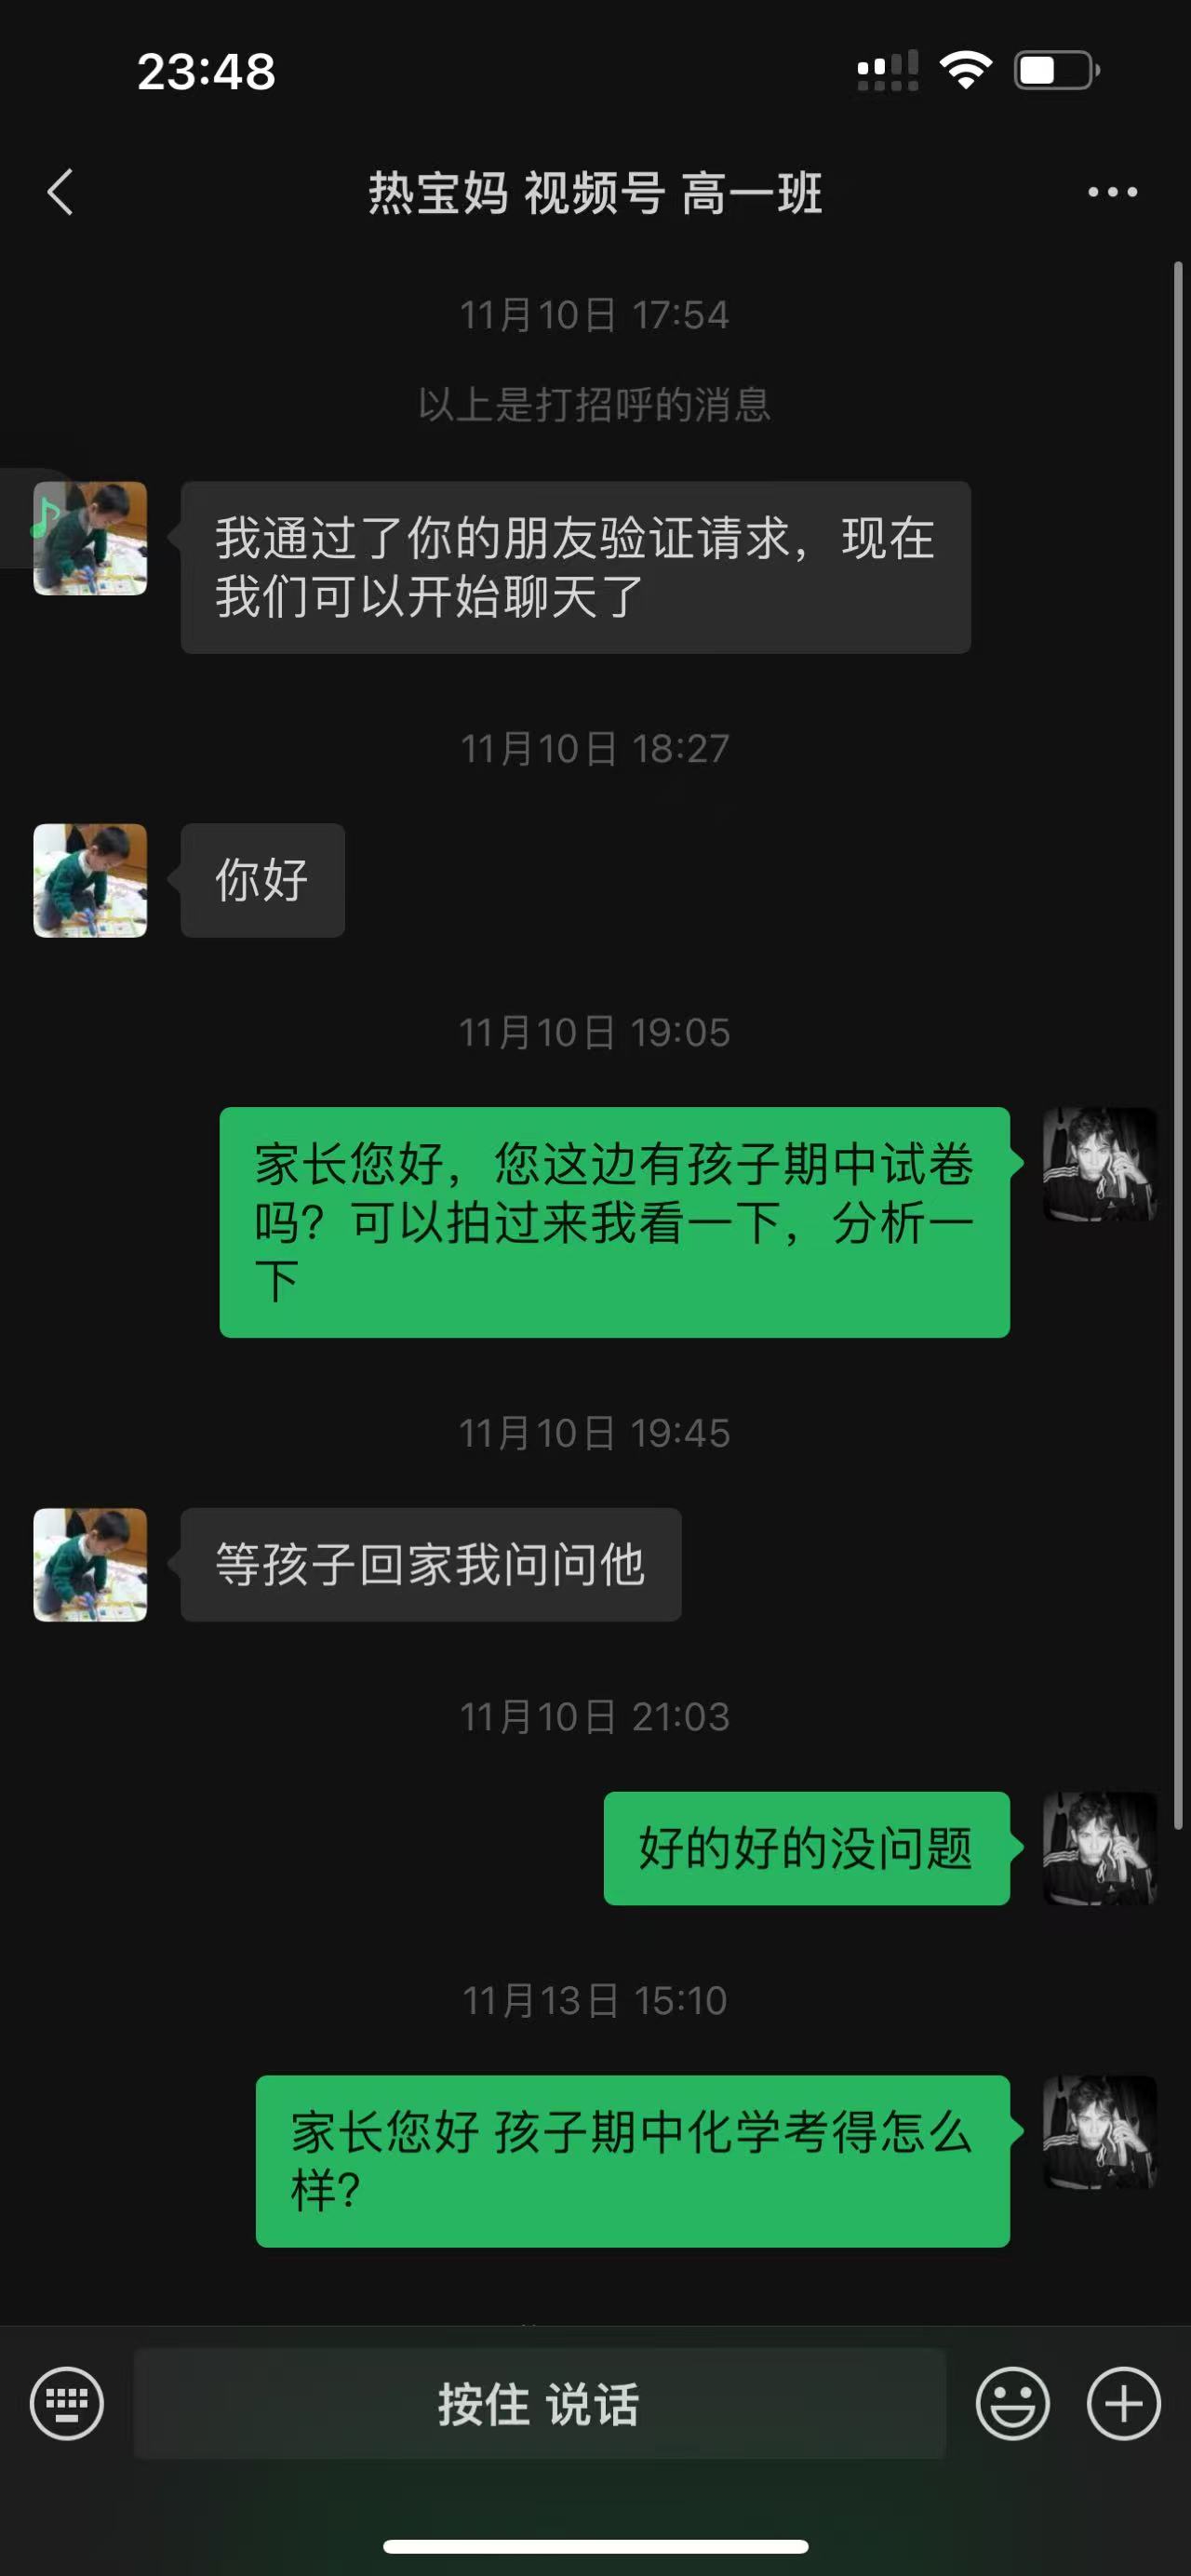 23:48
热宝妈 视频号 高一班
11月10日 17:54
以上是打招呼的消息
我通过了你的朋友验证请求，现在
我们可以开始聊天了
11月10日 18:27
你好
11月10日 19:05
家长您好，您这边有孩子期中试卷
吗？可以拍过来我看一下，分析一
下
11月10日 19:45
等孩子回家我问问他
11月10日 21:03
好的好的没问题
11月13日 15:10
家长您好 孩子期中化学考得怎么
样？
按住 说话